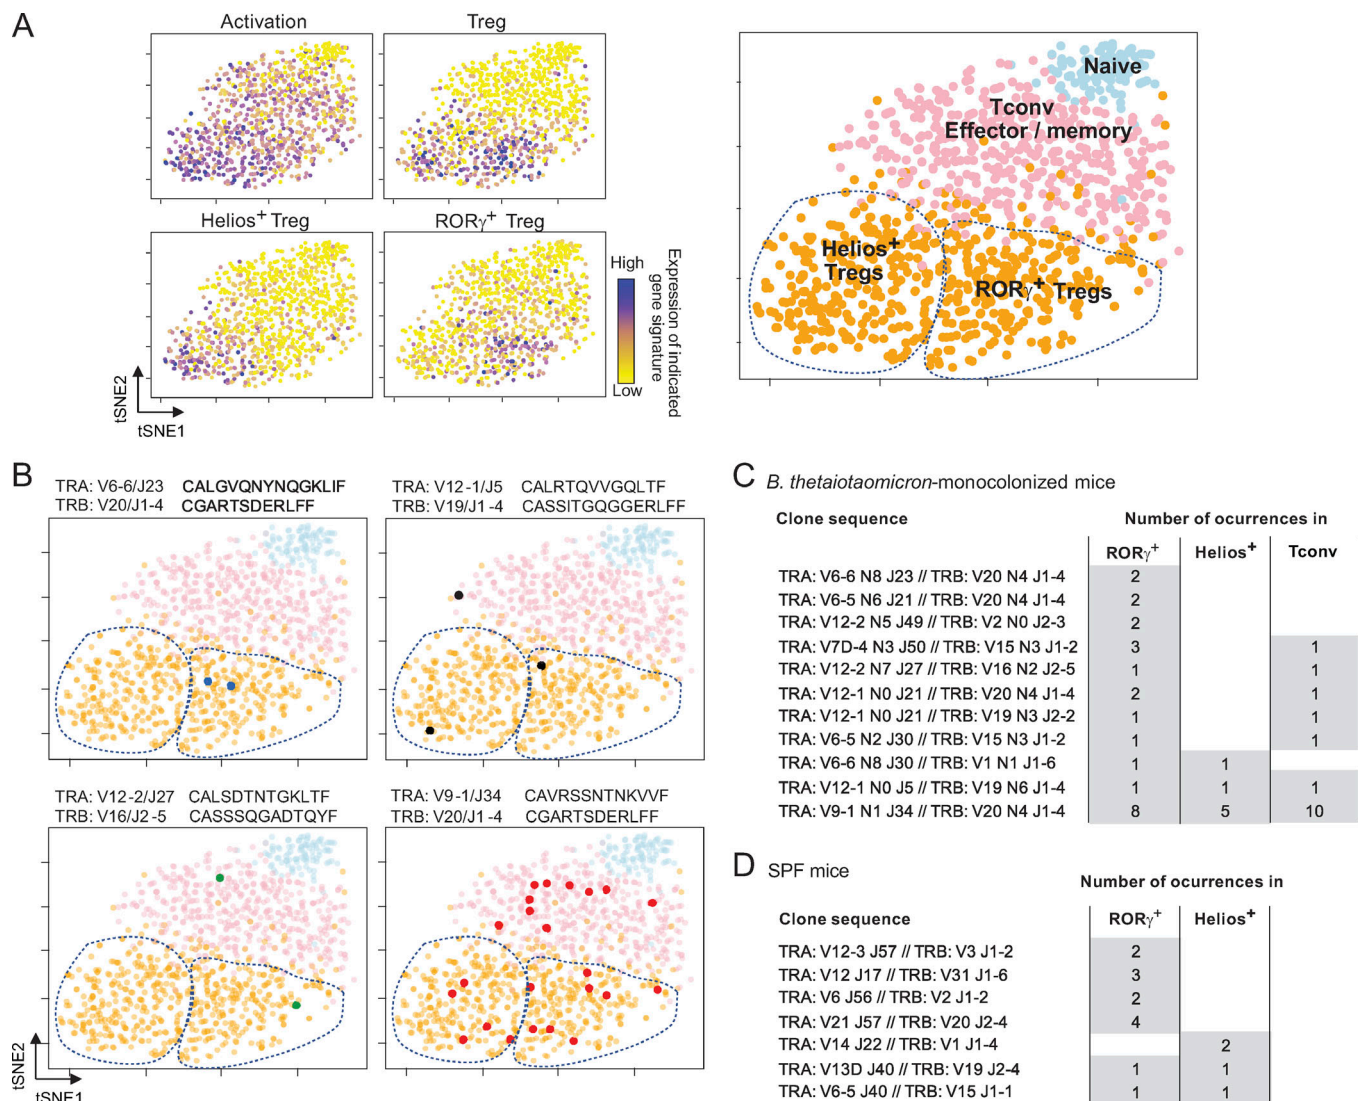 A
Activation
Treg
Helios+ Treg
RORγ+ Treg
High
Low
Expression of indicated
gene signature
tSNE2
tSNE1
Naive
Tconv
Effector / memory
Helios+
Tregs
RORγ+ Tregs
B
TRA: V6-6/J23 CALGVQNYNQGKLIF
TRB: V20/J1-4 CGARTSDERLFF
TRA: V12-1/J5 CALRTQVVGQLTF
TRB: V19/J1-4 CASSITGQGGERLFF
TRA: V12-2/J27 CALSDTNTGKLTF
TRB: V16/J2-5 CASSSQGADTQYF
TRA: V9-1/J34 CAVRSSNTNKVVF
TRB: V20/J1-4 CGARTSDERLFF
tSNE2
tSNE1
C B. thetaiotaomicron-monocolonized mice
Clone sequence Number of ocurrences in
RORγ+ Helios+ Tconv
TRA: V6-6 N8 J23 // TRB: V20 N4 J1-4 2
TRA: V6-5 N6 J21 // TRB: V20 N4 J1-4 2
TRA: V12-2 N5 J49 // TRB: V2 N0 J2-3 2
TRA: V7D-4 N3 J50 // TRB: V15 N3 J1-2 3 1
TRA: V12-2 N7 J27 // TRB: V16 N2 J2-5 1 1
TRA: V12-1 N0 J21 // TRB: V20 N4 J1-4 2 1
TRA: V12-1 N0 J21 // TRB: V19 N3 J2-2 1 1
TRA: V6-5 N2 J30 // TRB: V15 N3 J1-2 1 1
TRA: V6-6 N8 J30 // TRB: V1 N1 J1-6 1 1
TRA: V12-1 N0 J5 // TRB: V19 N6 J1-4 1 1 1
TRA: V9-1 N1 J34 // TRB: V20 N4 J1-4 8 5 10
D SPF mice
Number of ocurrences in
Clone sequence RORγ+ Helios+
TRA: V12-3 J57 // TRB: V3 J1-2 2
TRA: V12 J17 // TRB: V31 J1-6 3
TRA: V6 J56 // TRB: V2 J1-2 2
TRA: V21 J57 // TRB: V20 J2-4 4
TRA: V14 J22 // TRB: V1 J1-4 2
TRA: V13D J40 // TRB: V19 J2-4 1 1
TRA: V6-5 J40 // TRB: V15 J1-1 1 1